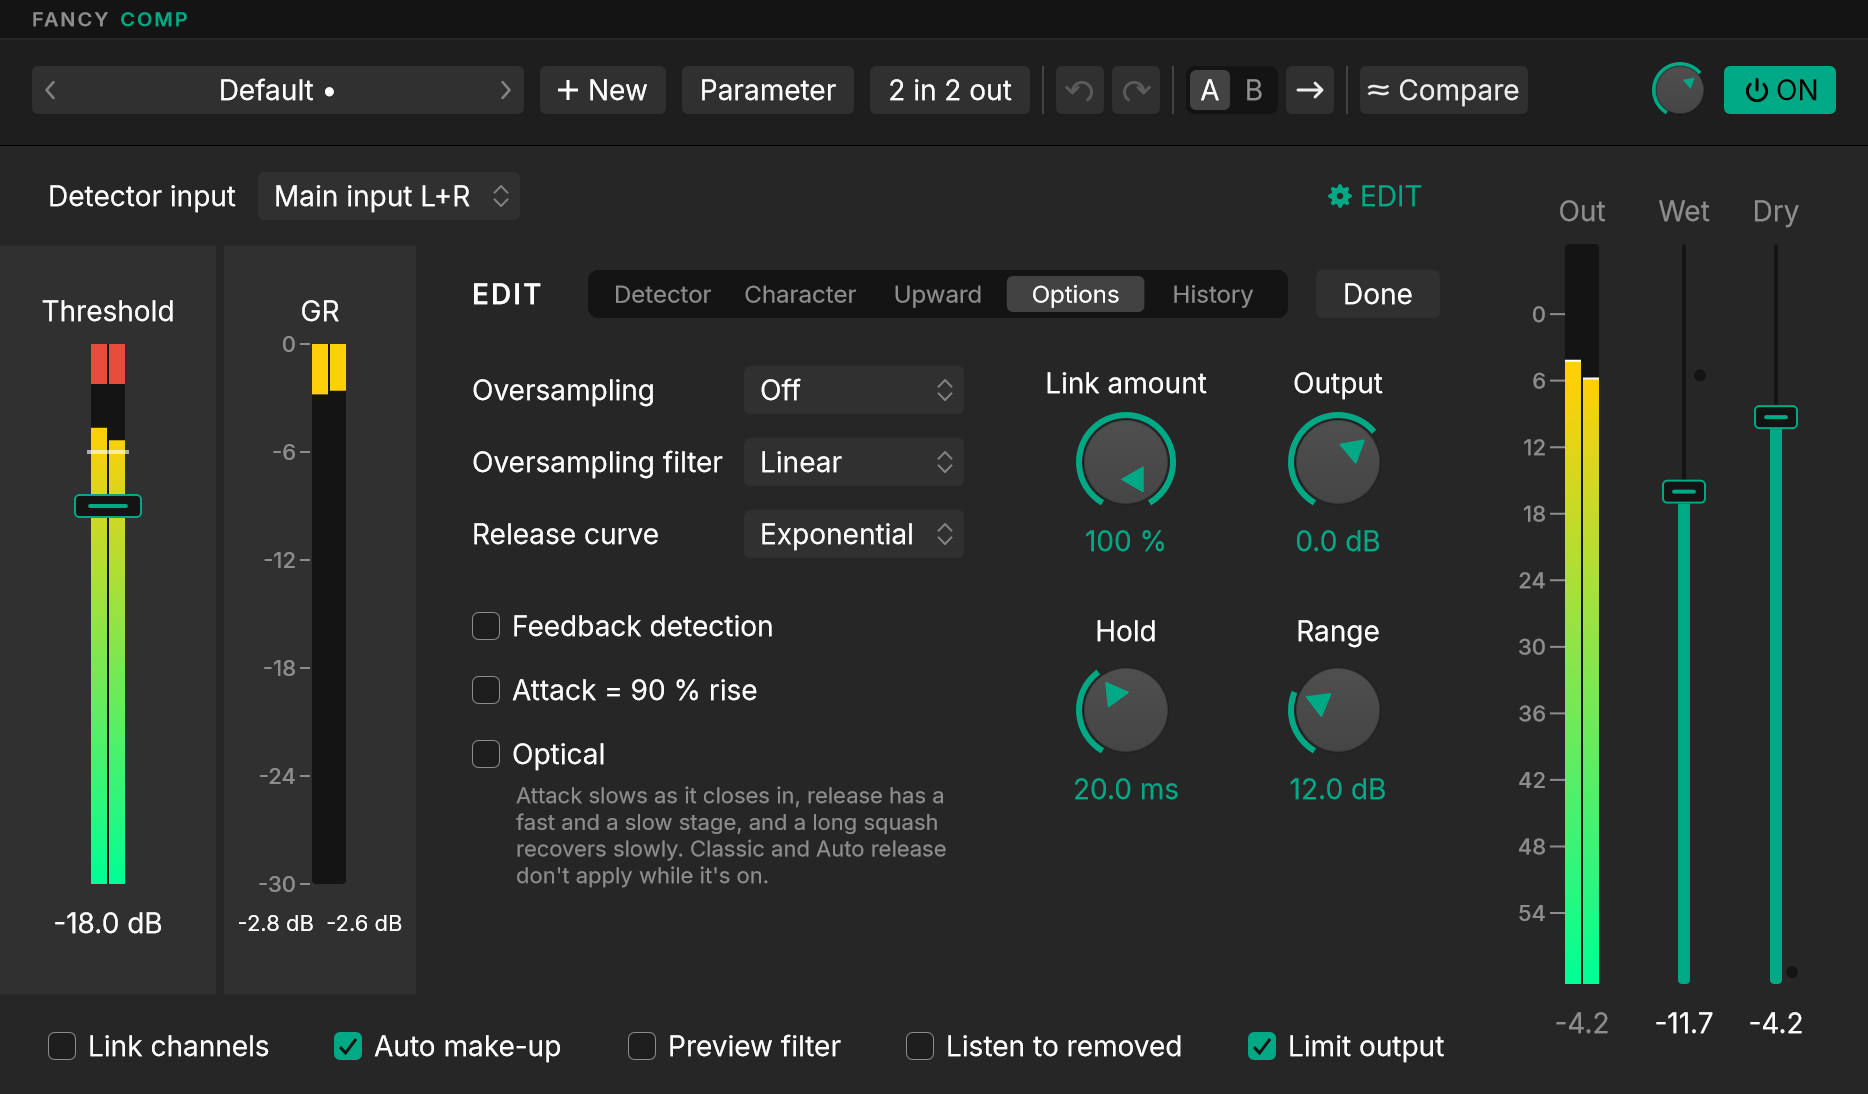 FANCY COMP
Default •
+ New
Parameter
2 in 2 out
A B
→
≈ Compare
ON
Detector input
Main input L+R
EDIT
Out Wet Dry
Threshold
GR
EDIT
Detector Character Upward Options History
Done
0
-6
-12
-18
-24
-30
-18.0 dB
-2.8 dB -2.6 dB
Oversampling Off
Oversampling filter Linear
Release curve Exponential
Feedback detection
Attack = 90 % rise
Optical
Attack slows as it closes in, release has a
fast and a slow stage, and a long squash
recovers slowly. Classic and Auto release
don't apply while it's on.
Link amount
100 %
Output
0.0 dB
Hold
20.0 ms
Range
12.0 dB
0
6
12
18
24
30
36
42
48
54
-4.2 -11.7 -4.2
Link channels
Auto make-up
Preview filter
Listen to removed
Limit output